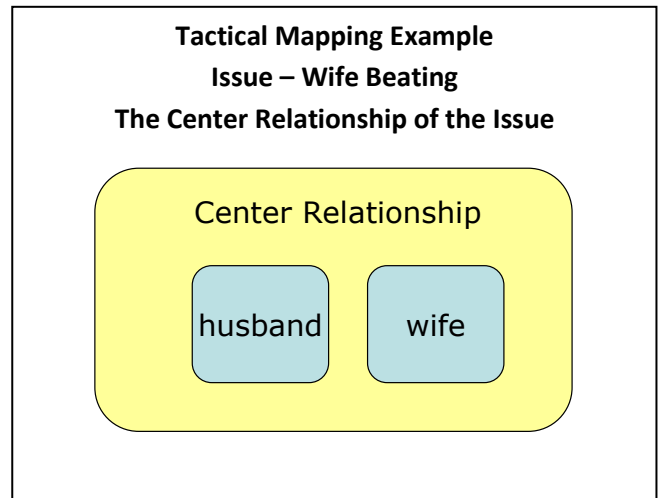 Tactical Mapping Example
Issue – Wife Beating
The Center Relationship of the Issue
Center Relationship
husband wife